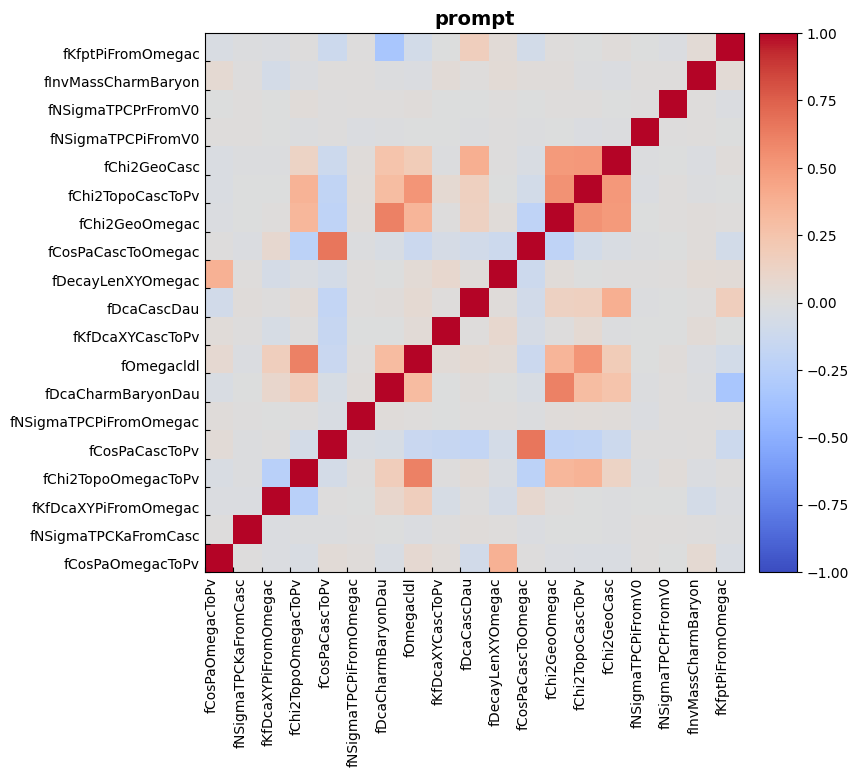 prompt
fKfptPiFromOmegac
fInvMassCharmBaryon
fNSigmaTPCPrFromV0
fNSigmaTPCPiFromV0
fChi2GeoCasc
fChi2TopoCascToPv
fChi2GeoOmegac
fCosPaCascToOmegac
fDecayLenXYOmegac
fDcaCascDau
fKfDcaXYCascToPv
fOmegacldl
fDcaCharmBaryonDau
fNSigmaTPCPiFromOmegac
fCosPaCascToPv
fChi2TopoOmegacToPv
fKfDcaXYPiFromOmegac
fNSigmaTPCKaFromCasc
fCosPaOmegacToPv
fCosPaOmegacToPv
fNSigmaTPCKaFromCasc
fKfDcaXYPiFromOmegac
fChi2TopoOmegacToPv
fCosPaCascToPv
fNSigmaTPCPiFromOmegac
fDcaCharmBaryonDau
fOmegacldl
fKfDcaXYCascToPv
fDcaCascDau
fDecayLenXYOmegac
fCosPaCascToOmegac
fChi2GeoOmegac
fChi2TopoCascToPv
fChi2GeoCasc
fNSigmaTPCPiFromV0
fNSigmaTPCPrFromV0
fInvMassCharmBaryon
fKfptPiFromOmegac
1.00
0.75
0.50
0.25
0.00
−0.25
−0.50
−0.75
−1.00